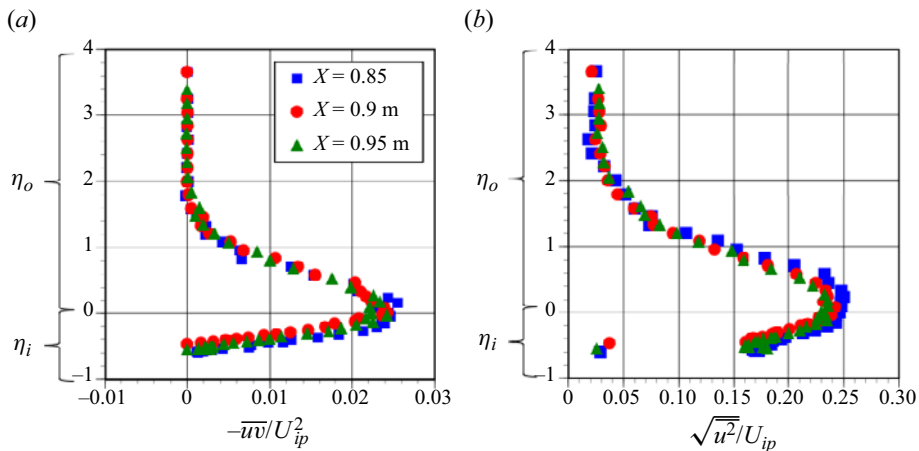 (a)
(b)
4
3
2
1
0
−1
η_o
η_i
X = 0.85
X = 0.9 m
X = 0.95 m
−0.01 0 0.01 0.02 0.03
−\overline{uv}/U_{ip}^2
4
3
2
1
0
−1
η_o
η_i
0 0.05 0.10 0.15 0.20 0.25 0.30
\sqrt{\overline{u^2}}/U_{ip}